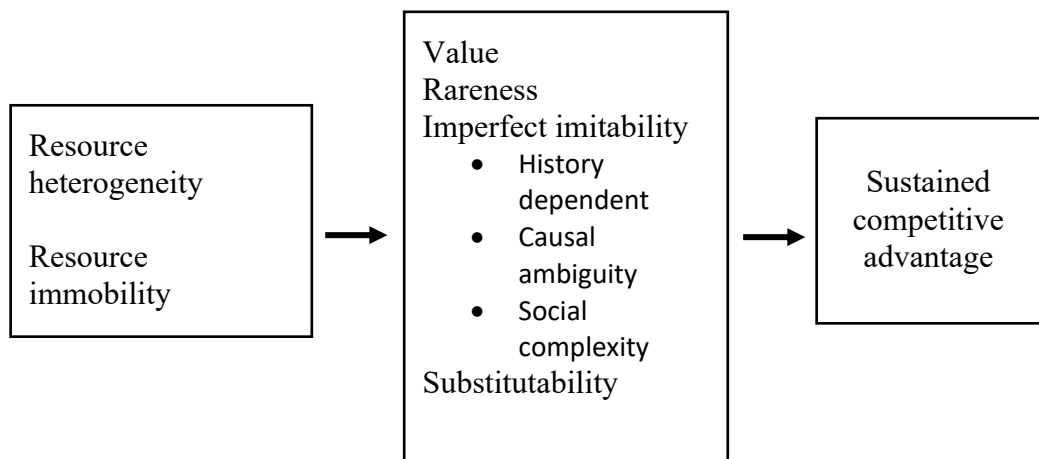 Resource
heterogeneity
Resource
immobility
Value
Rareness
Imperfect imitability
• History
dependent
• Causal
ambiguity
• Social
complexity
Substitutability
Sustained
competitive
advantage